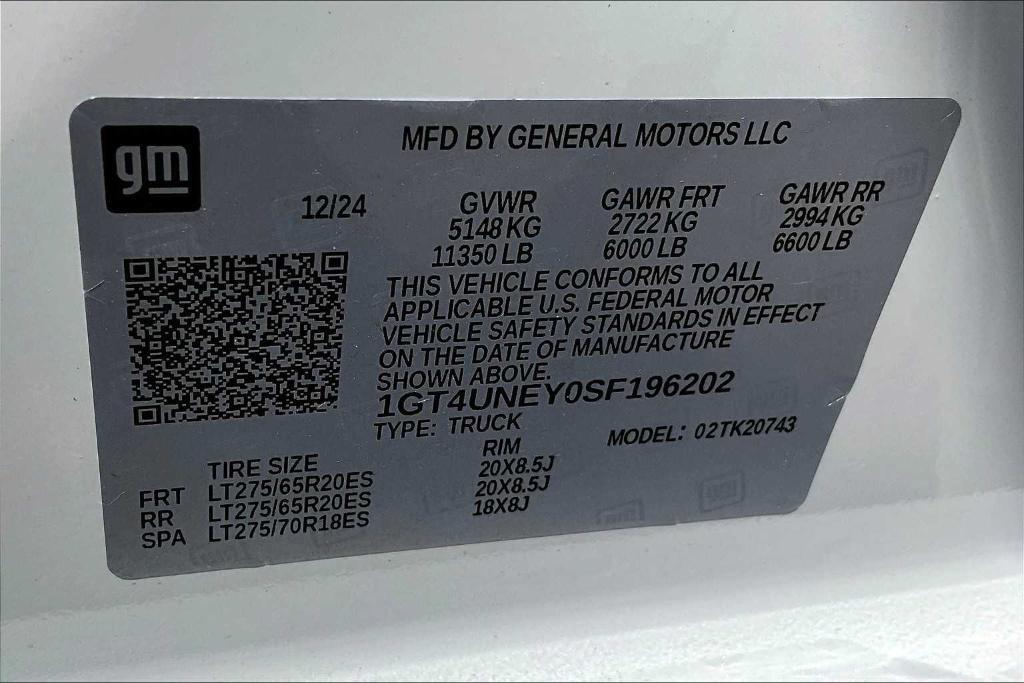 gm
MFD BY GENERAL MOTORS LLC
12/24
GVWR GAWR FRT GAWR RR
5148 KG 2722 KG 2994 KG
11350 LB 6000 LB 6600 LB
THIS VEHICLE CONFORMS TO ALL
APPLICABLE U.S. FEDERAL MOTOR
VEHICLE SAFETY STANDARDS IN EFFECT
ON THE DATE OF MANUFACTURE
SHOWN ABOVE.
1GT4UNEY0SF196202
TYPE: TRUCK MODEL: 02TK20743
TIRE SIZE RIM
FRT LT275/65R20ES 20X8.5J
RR LT275/65R20ES 20X8.5J
SPA LT275/70R18ES 18X8J